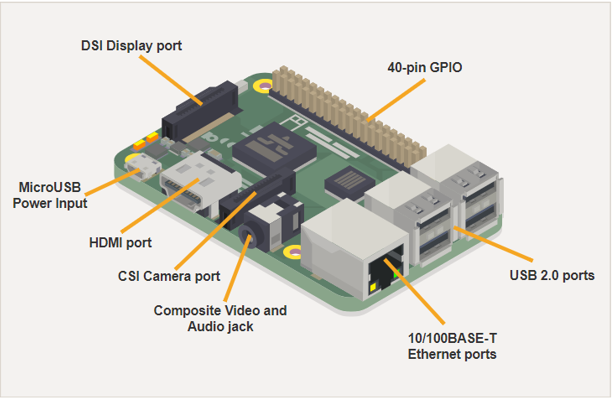 DSI Display port
40-pin GPIO
MicroUSB
Power Input
HDMI port
CSI Camera port
USB 2.0 ports
Composite Video and
Audio jack
10/100BASE-T
Ethernet ports